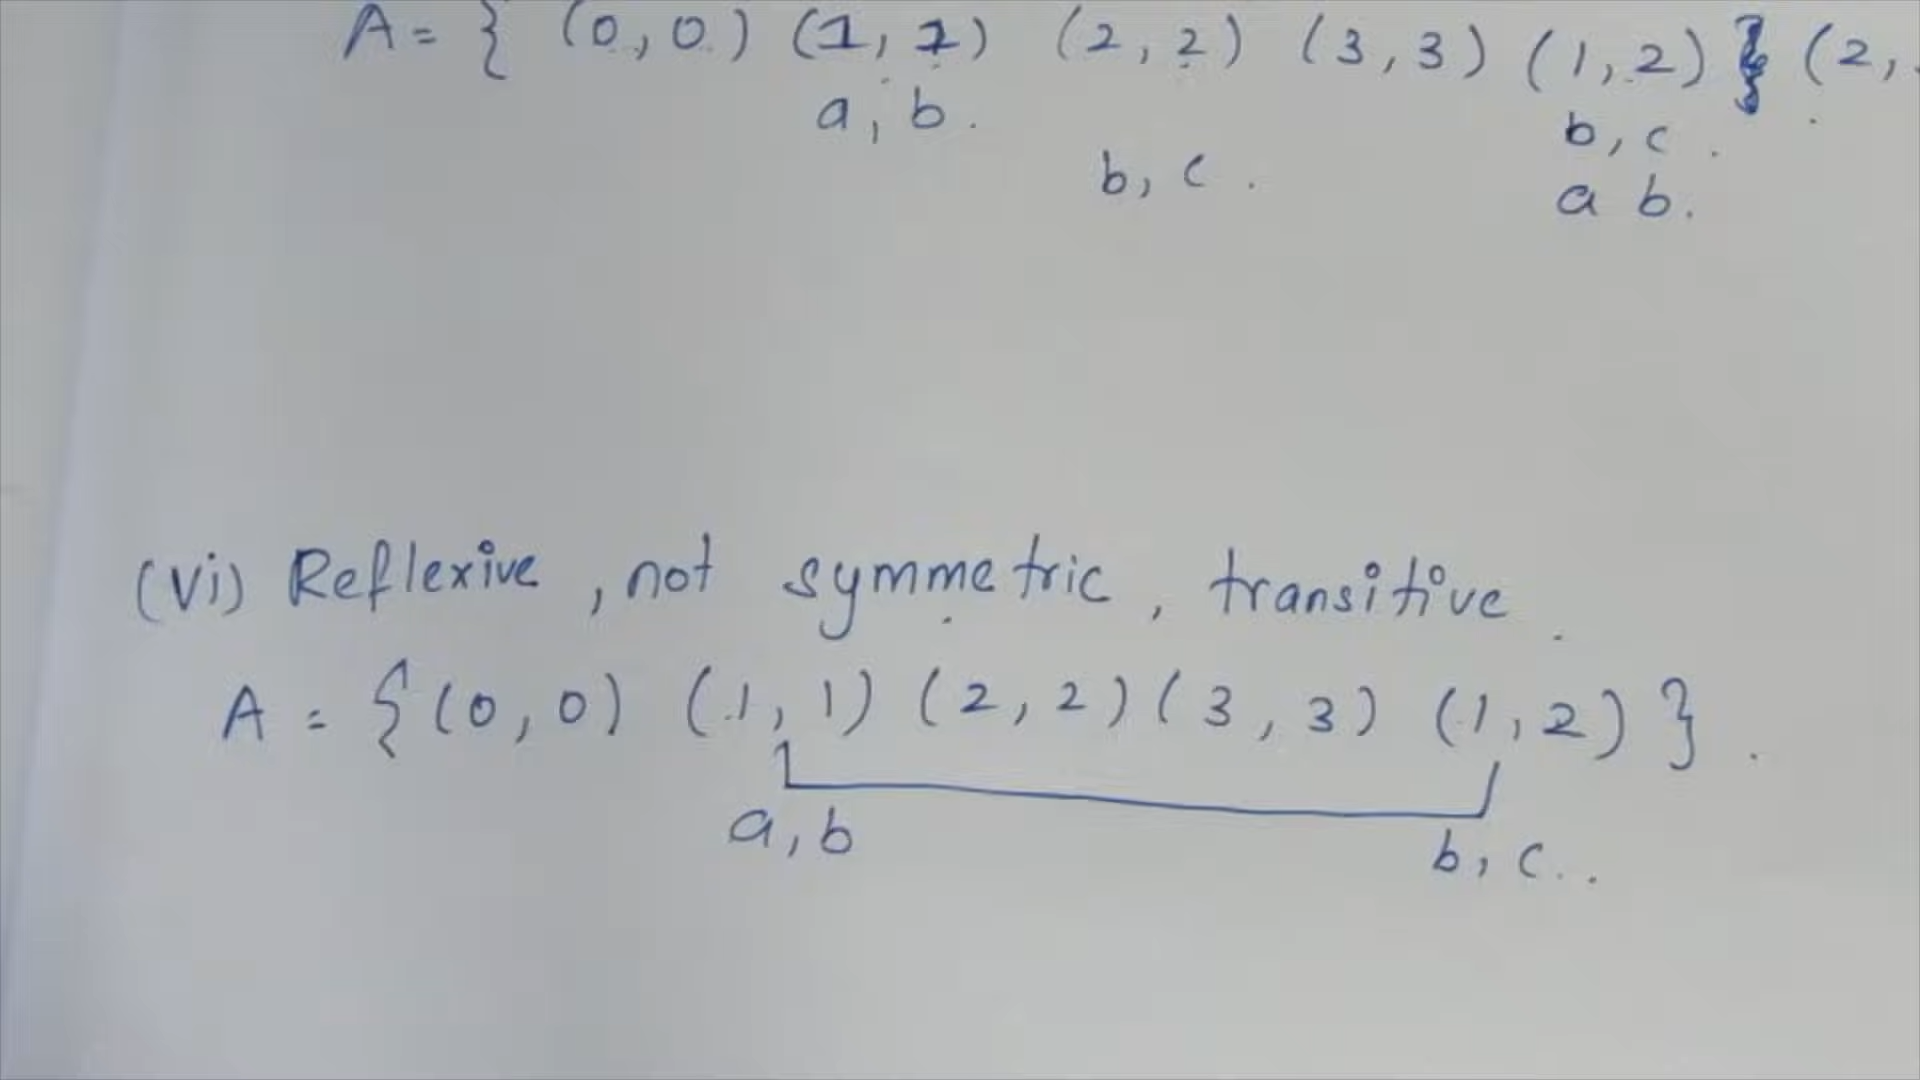 A = { (0,0) (1,1) (2,2) (3,3) (1,2) (2,
a, b.
b, c.
b, c.
a b.
(Vi) Reflexive, not symmetric, transitive.
A = {(0,0) (1,1) (2,2) (3,3) (1,2)}.
a, b
b, c..